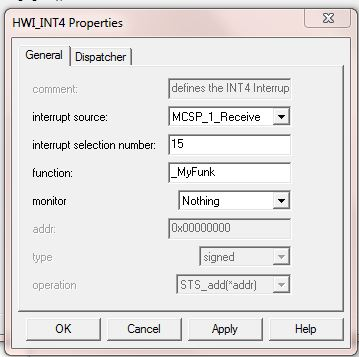 HWI_INT4 Properties
General Dispatcher
comment: defines the INT4 Interrup
interrupt source: MCSP_1_Receive
interrupt selection number: 15
function: _MyFunk
monitor Nothing
addr: 0x00000000
type signed
operation STS_add(*addr)
OK Cancel Apply Help